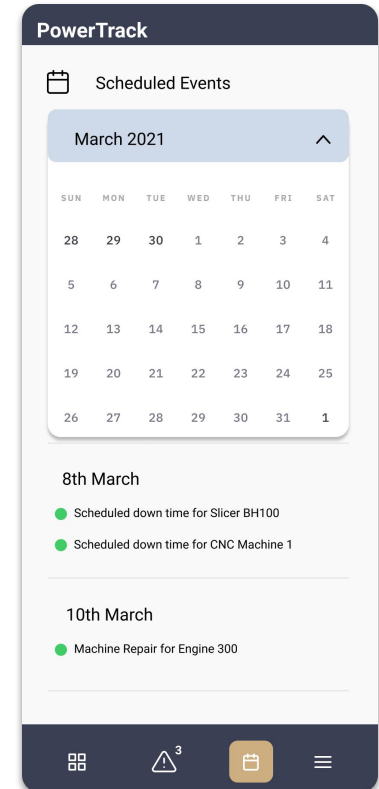 PowerTrack
Scheduled Events
March 2021
SUN MON TUE WED THU FRI SAT
28 29 30 1 2 3 4
5 6 7 8 9 10 11
12 13 14 15 16 17 18
19 20 21 22 23 24 25
26 27 28 29 30 31 1
8th March
Scheduled down time for Slicer BH100
Scheduled down time for CNC Machine 1
10th March
Machine Repair for Engine 300
3